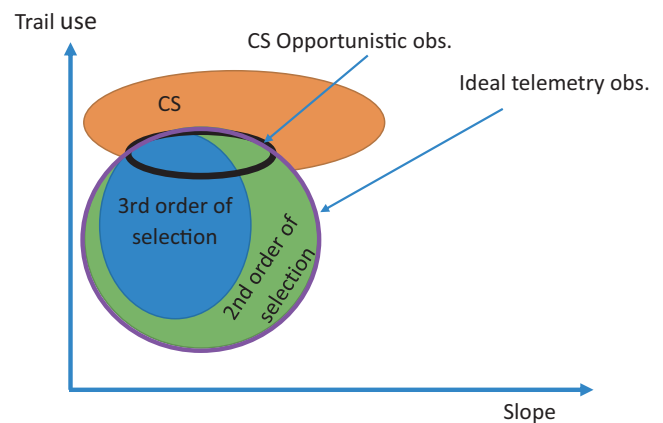 Trail use
CS Opportunistic obs.
Ideal telemetry obs.
CS
3rd order of
selection
2nd order of
selection
Slope